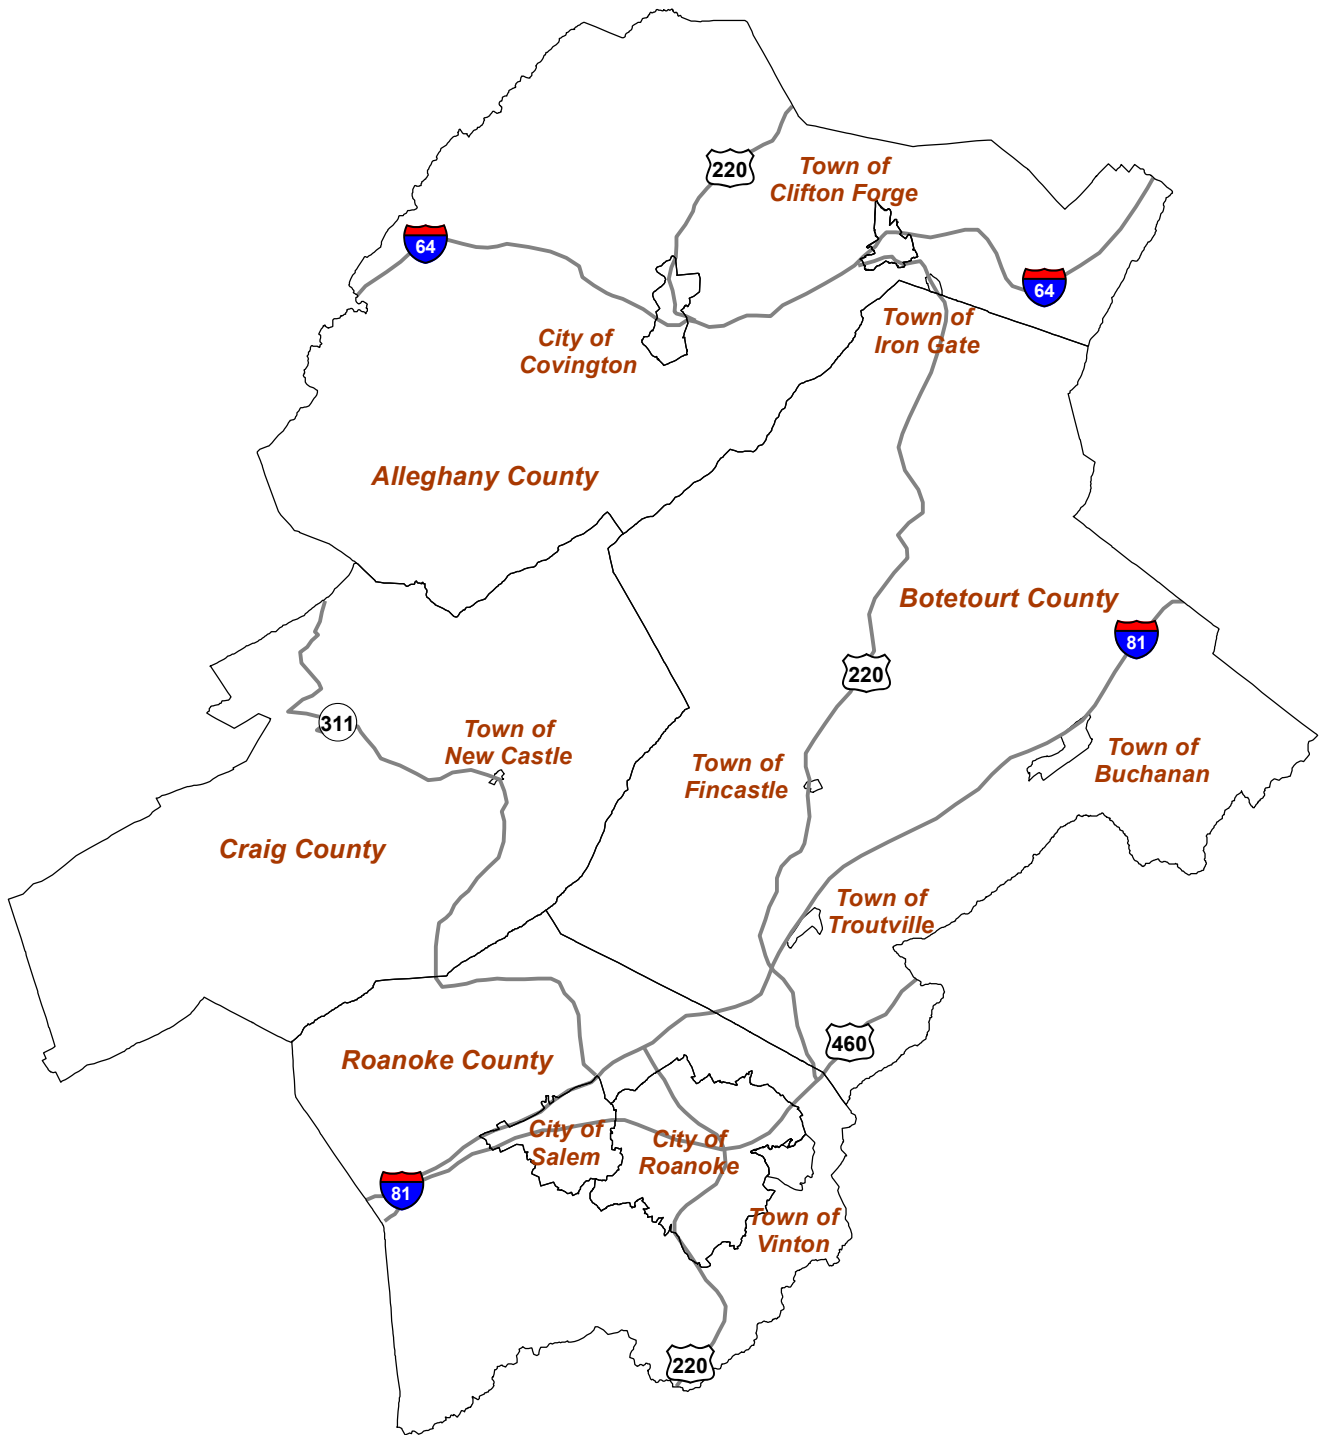 220
Town of
Clifton Forge
64
64
Town of
Iron Gate
City of
Covington
Alleghany County
Botetourt County
81
220
311
Town of
New Castle
Town of
Fincastle
Town of
Buchanan
Craig County
Town of
Troutville
460
Roanoke County
City of
Salem
City of
Roanoke
81
Town of
Vinton
220